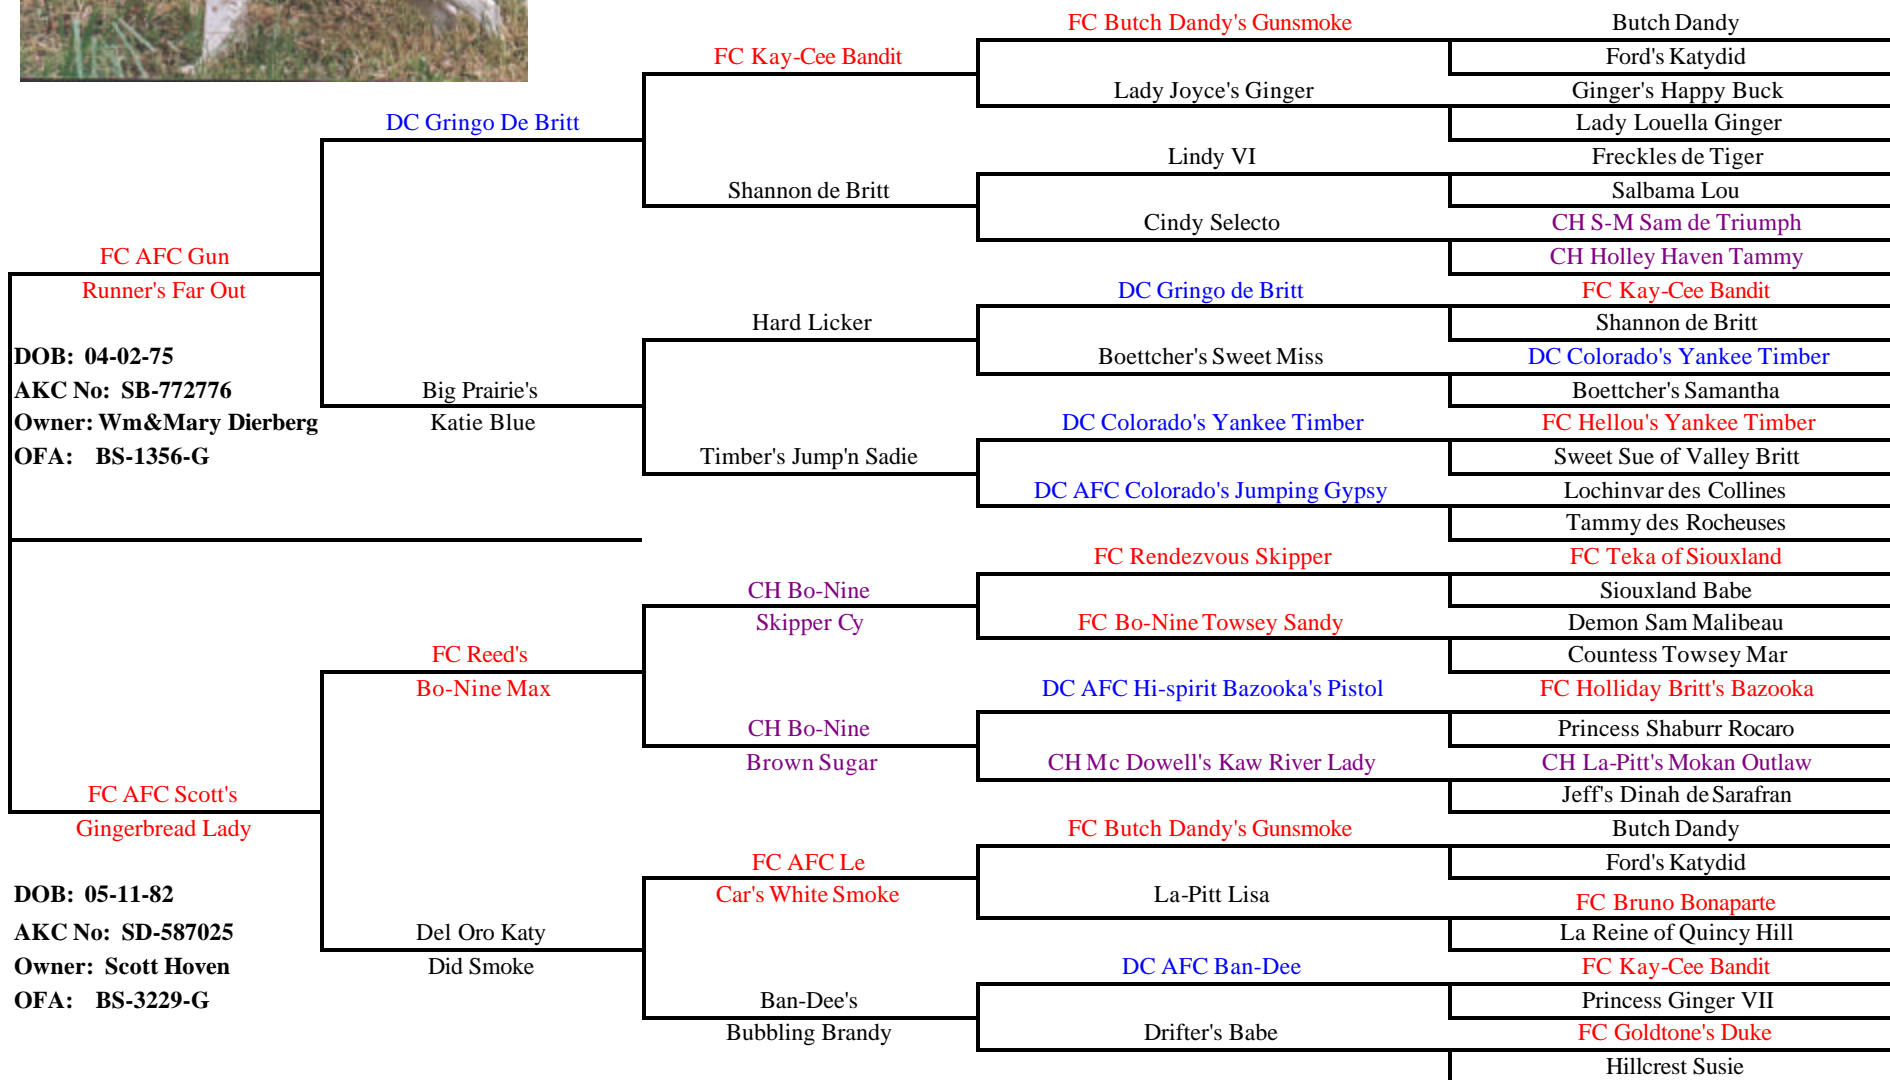 FC Butch Dandy's Gunsmoke
Butch Dandy
FC Kay-Cee Bandit
Ford's Katydid
Lady Joyce's Ginger
Ginger's Happy Buck
DC Gringo De Britt
Lady Louella Ginger
Lindy VI
Freckles de Tiger
Shannon de Britt
Salbama Lou
Cindy Selecto
CH S-M Sam de Triumph
FC AFC Gun
CH Holley Haven Tammy
Runner's Far Out
DC Gringo de Britt
FC Kay-Cee Bandit
Hard Licker
Shannon de Britt
DOB: 04-02-75
Boettcher's Sweet Miss
DC Colorado's Yankee Timber
AKC No: SB-772776
Big Prairie's
Boettcher's Samantha
Owner: Wm&Mary Dierberg
Katie Blue
DC Colorado's Yankee Timber
FC Hellou's Yankee Timber
OFA: BS-1356-G
Timber's Jump'n Sadie
Sweet Sue of Valley Britt
DC AFC Colorado's Jumping Gypsy
Lochinvar des Collines
Tammy des Rocheuses
FC Rendezvous Skipper
FC Teka of Siouxland
CH Bo-Nine
Siouxland Babe
Skipper Cy
FC Bo-Nine Towsey Sandy
Demon Sam Malibeau
FC Reed's
Countess Towsey Mar
Bo-Nine Max
DC AFC Hi-spirit Bazooka's Pistol
FC Holliday Britt's Bazooka
CH Bo-Nine
Princess Shaburr Rocaro
Brown Sugar
CH Mc Dowell's Kaw River Lady
CH La-Pitt's Mokan Outlaw
FC AFC Scott's
Jeff's Dinah de Sarafran
Gingerbread Lady
FC Butch Dandy's Gunsmoke
Butch Dandy
FC AFC Le
Ford's Katydid
DOB: 05-11-82
Car's White Smoke
La-Pitt Lisa
FC Bruno Bonaparte
AKC No: SD-587025
Del Oro Katy
La Reine of Quincy Hill
Owner: Scott Hoven
Did Smoke
DC AFC Ban-Dee
FC Kay-Cee Bandit
OFA: BS-3229-G
Ban-Dee's
Princess Ginger VII
Bubbling Brandy
Drifter's Babe
FC Goldtone's Duke
Hillcrest Susie